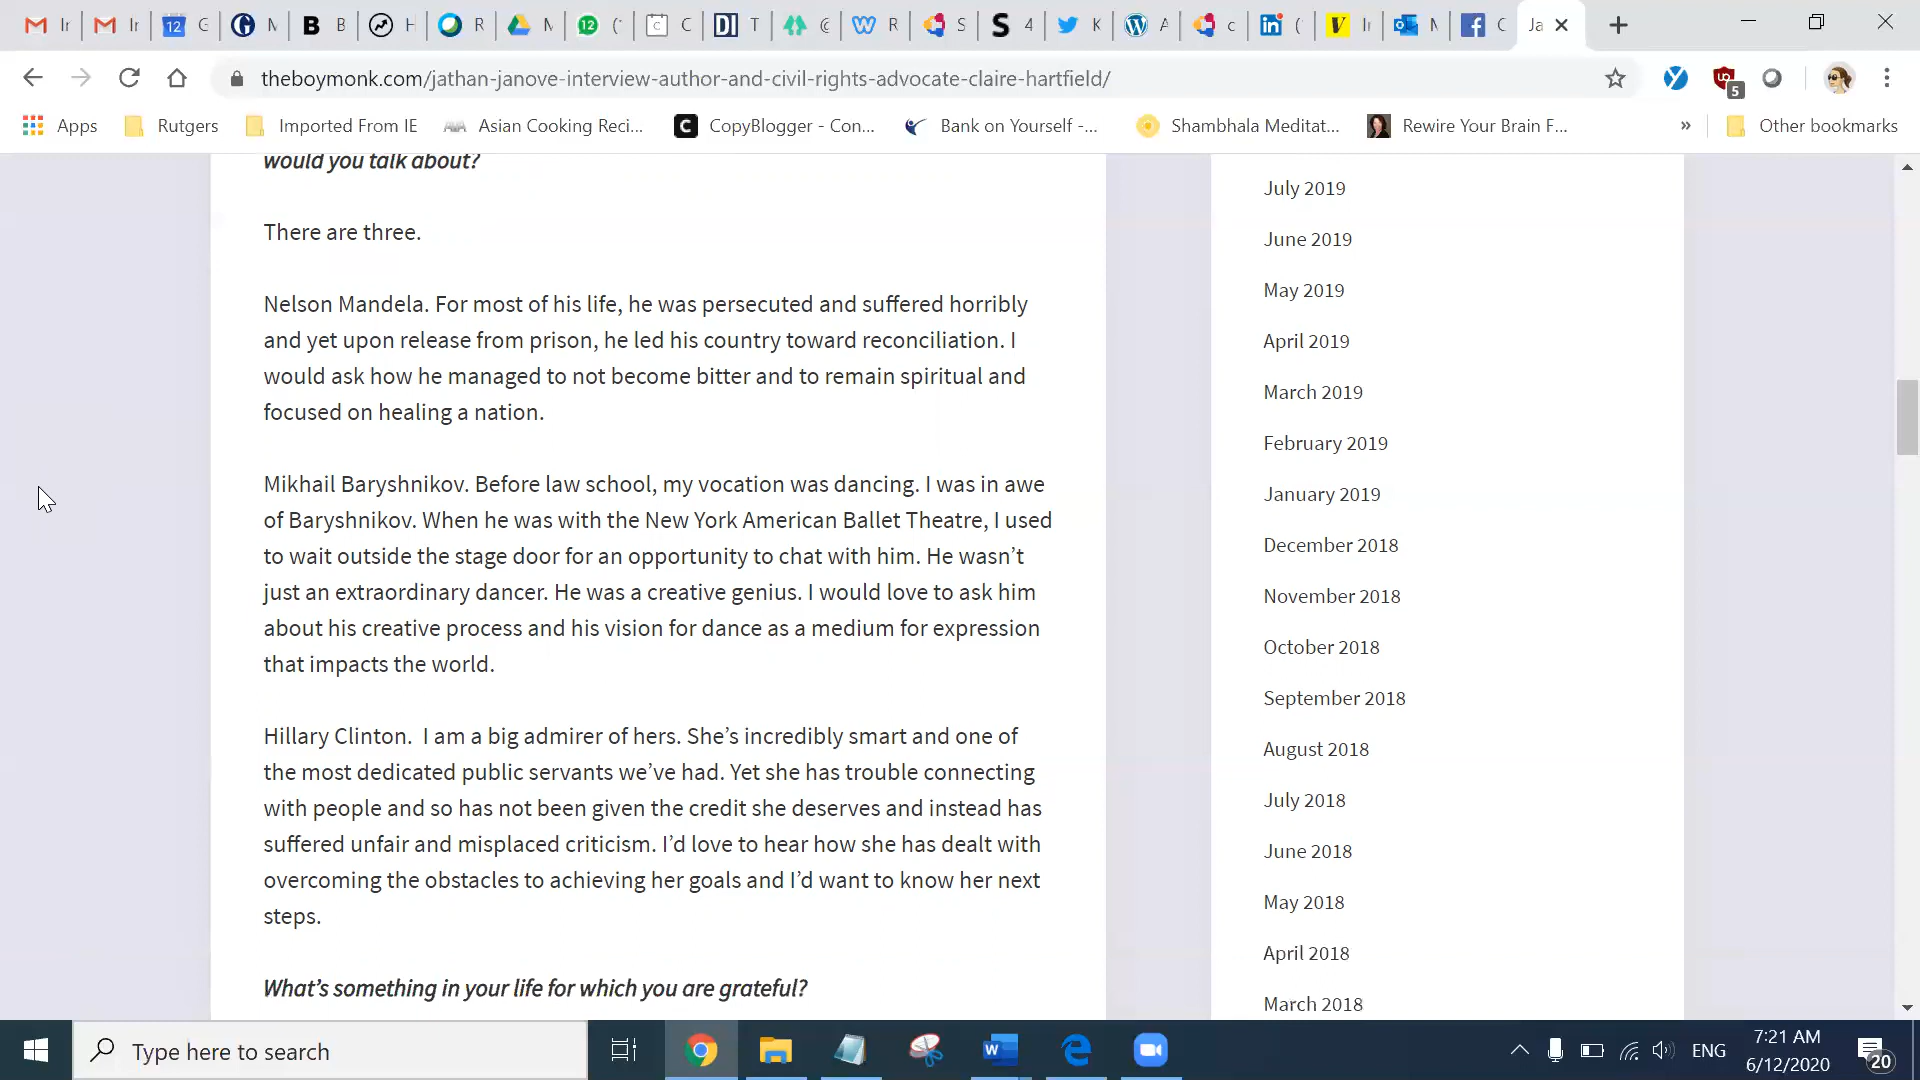 Ir
Ir
12
G
M
B
B
H
R
M
12
(
C
DJ
T
@
W
R
S
S
4
K
A
c
in
(
V
Ir
N
C
Ja
theboymonk.com/jathan-janove-interview-author-and-civil-rights-advocate-claire-hartfield/
5
Apps
Rutgers
Imported From IE
Asian Cooking Reci...
CopyBlogger - Con...
Bank on Yourself -...
Shambhala Meditat...
Rewire Your Brain F...
»
Other bookmarks
would you talk about?
There are three.
Nelson Mandela. For most of his life, he was persecuted and suffered horribly
and yet upon release from prison, he led his country toward reconciliation. I
would ask how he managed to not become bitter and to remain spiritual and
focused on healing a nation.
Mikhail Baryshnikov. Before law school, my vocation was dancing. I was in awe
of Baryshnikov. When he was with the New York American Ballet Theatre, I used
to wait outside the stage door for an opportunity to chat with him. He wasn’t
just an extraordinary dancer. He was a creative genius. I would love to ask him
about his creative process and his vision for dance as a medium for expression
that impacts the world.
Hillary Clinton.  I am a big admirer of hers. She’s incredibly smart and one of
the most dedicated public servants we’ve had. Yet she has trouble connecting
with people and so has not been given the credit she deserves and instead has
suffered unfair and misplaced criticism. I’d love to hear how she has dealt with
overcoming the obstacles to achieving her goals and I’d want to know her next
steps.
What’s something in your life for which you are grateful?
July 2019
June 2019
May 2019
April 2019
March 2019
February 2019
January 2019
December 2018
November 2018
October 2018
September 2018
August 2018
July 2018
June 2018
May 2018
April 2018
March 2018
Type here to search
ENG
7:21 AM
6/12/2020
20